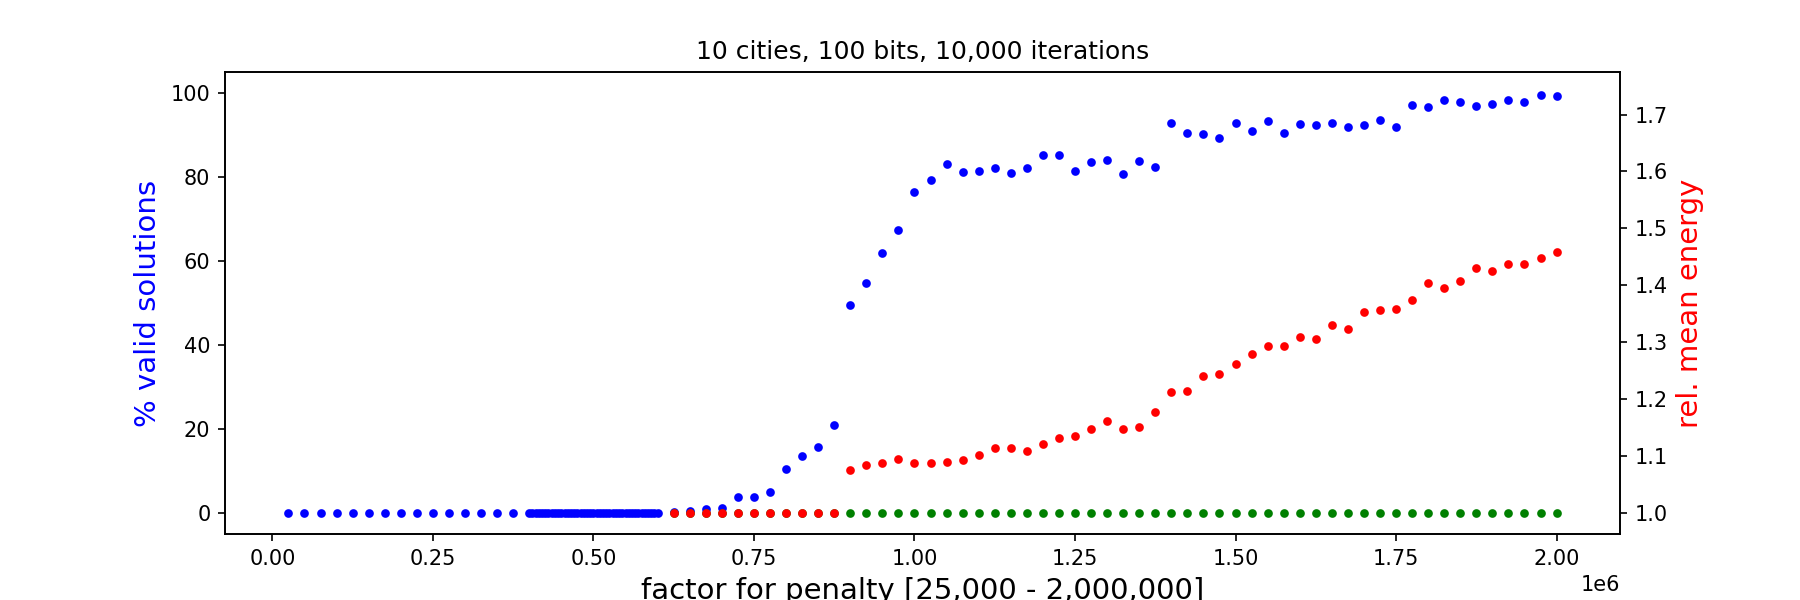 10 cities, 100 bits, 10,000 iterations
% valid solutions
100
80
60
40
20
0
1.7
1.6
1.5
1.4
1.3
1.2
1.1
1.0
rel. mean energy
0.00 0.25 0.50 0.75 1.00 1.25 1.50 1.75 2.00
1e6
factor for penalty [25,000 - 2,000,000]